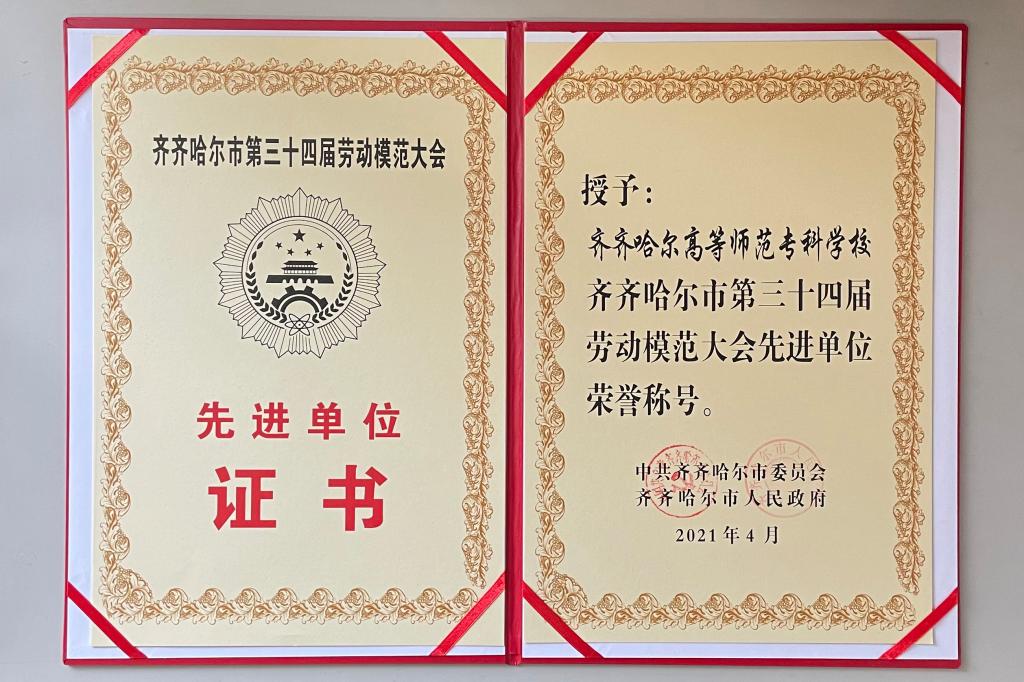 齐齐哈尔市第三十四届劳动模范大会
先进单位
证书
授予：
齐齐哈尔高等师范专科学校
齐齐哈尔市第三十四届
劳动模范大会先进单位
荣誉称号。
中共齐齐哈尔市委员会
齐齐哈尔市人民政府
2021年4月